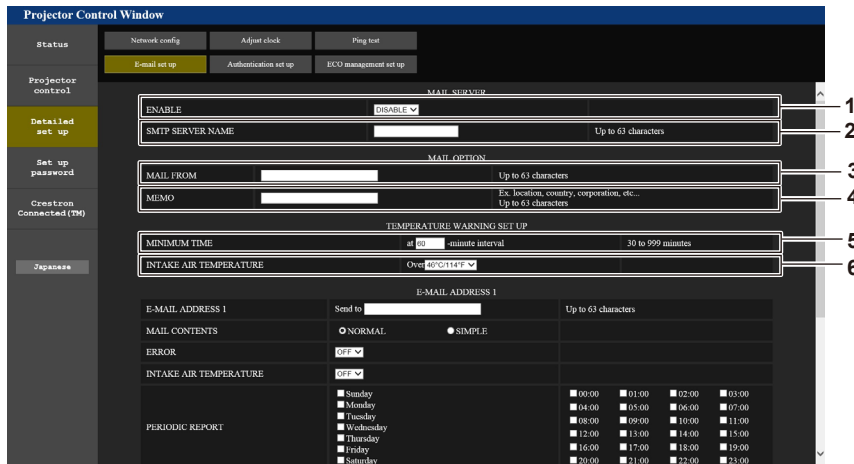 Projector Control Window
Status
Network config
Adjust clock
Ping test
E-mail set up
Authentication set up
ECO management set up
Projector
control
Detailed
set up
Set up
password
Crestron
Connected(TM)
Japanese
MAIL SERVER
ENABLE DISABLE 1
SMTP SERVER NAME Up to 63 characters 2
MAIL OPTION
MAIL FROM Up to 63 characters 3
MEMO Ex. location, country, corporation, etc...
Up to 63 characters 4
TEMPERATURE WARNING SET UP
MINIMUM TIME at 60 -minute interval 30 to 999 minutes 5
INTAKE AIR TEMPERATURE Over 46°C/114°F 6
E-MAIL ADDRESS 1
E-MAIL ADDRESS 1 Send to Up to 63 characters
MAIL CONTENTS NORMAL SIMPLE
ERROR OFF
INTAKE AIR TEMPERATURE OFF
PERIODIC REPORT
Sunday
Monday
Tuesday
Wednesday
Thursday
Friday
Saturday
00:00 01:00 02:00 03:00
04:00 05:00 06:00 07:00
08:00 09:00 10:00 11:00
12:00 13:00 14:00 15:00
16:00 17:00 18:00 19:00
20:00 21:00 22:00 23:00